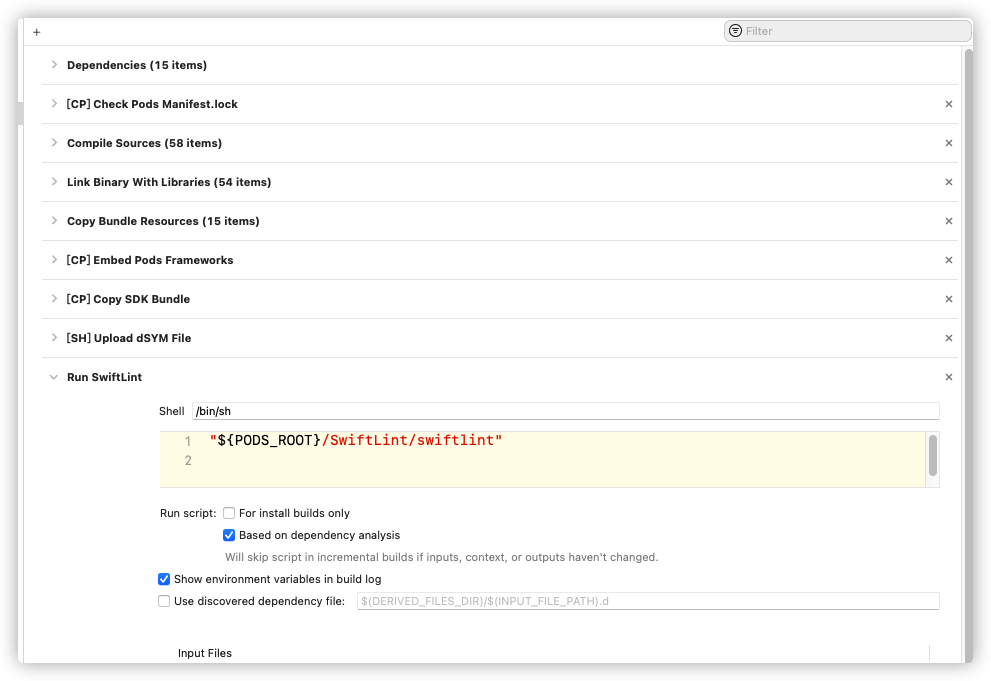 +
Filter
Dependencies (15 items)
[CP] Check Pods Manifest.lock
Compile Sources (58 items)
Link Binary With Libraries (54 items)
Copy Bundle Resources (15 items)
[CP] Embed Pods Frameworks
[CP] Copy SDK Bundle
[SH] Upload dSYM File
Run SwiftLint
Shell /bin/sh
1 "${PODS_ROOT}/SwiftLint/swiftlint"
2
Run script: For install builds only
Based on dependency analysis
Will skip script in incremental builds if inputs, context, or outputs haven't changed.
Show environment variables in build log
Use discovered dependency file: $(DERIVED_FILES_DIR)/$(INPUT_FILE_PATH).d
Input Files